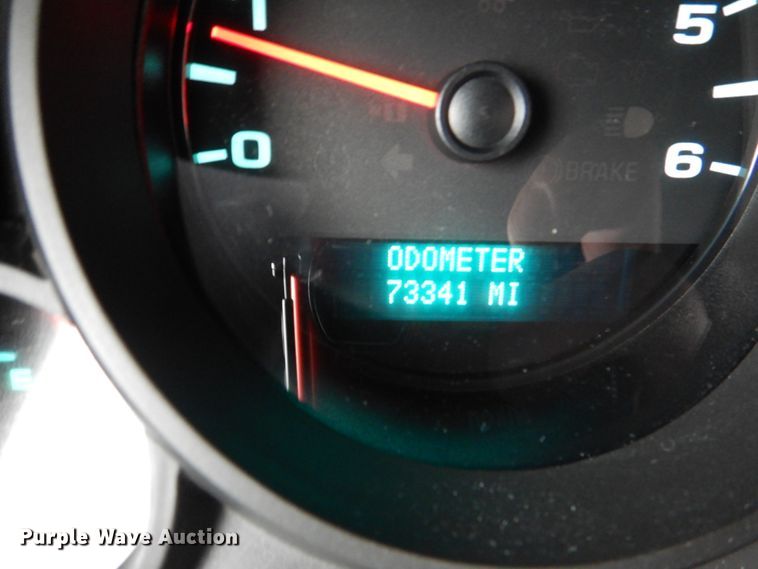 1
5
0
6
BRAKE
ODOMETER
73341 MI
E
Purple Wave Auction